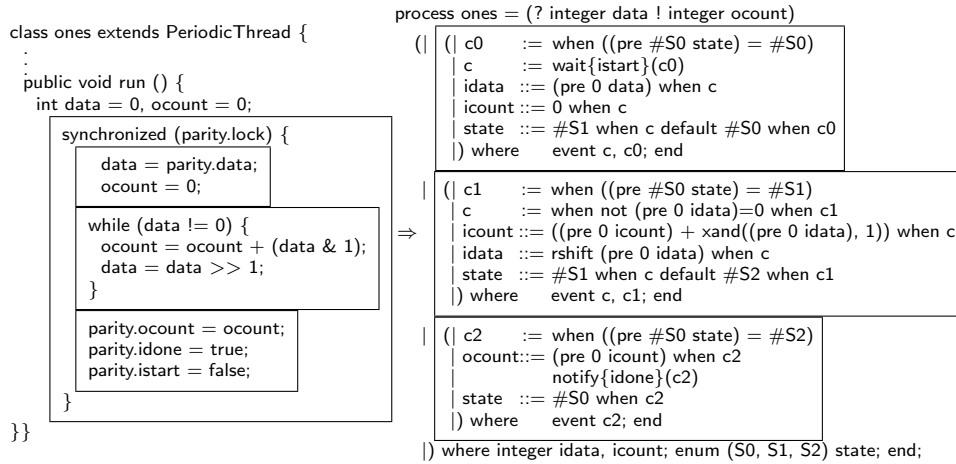 class ones extends PeriodicThread {
.
.
public void run () {
int data = 0, ocount = 0;
synchronized (parity.lock) {
data = parity.data;
ocount = 0;
while (data != 0) {
ocount = ocount + (data & 1);
data = data >> 1;
}
parity.ocount = ocount;
parity.idone = true;
parity.istart = false;
}
}}
⇒
process ones = (? integer data ! integer ocount)
(| (| c0 := when ((pre #S0 state) = #S0)
| c := wait{istart}(c0)
| idata ::= (pre 0 data) when c
| icount ::= 0 when c
| state ::= #S1 when c default #S0 when c0
|) where event c, c0; end
| (| c1 := when ((pre #S0 state) = #S1)
| c := when not (pre 0 idata)=0 when c1
| icount ::= ((pre 0 icount) + xand((pre 0 idata), 1)) when c
| idata ::= rshift (pre 0 idata) when c
| state ::= #S1 when c default #S2 when c1
|) where event c, c1; end
| (| c2 := when ((pre #S0 state) = #S2)
| ocount::= (pre 0 icount) when c2
| notify{idone}(c2)
| state ::= #S0 when c2
|) where event c2; end
|) where integer idata, icount; enum (S0, S1, S2) state; end;